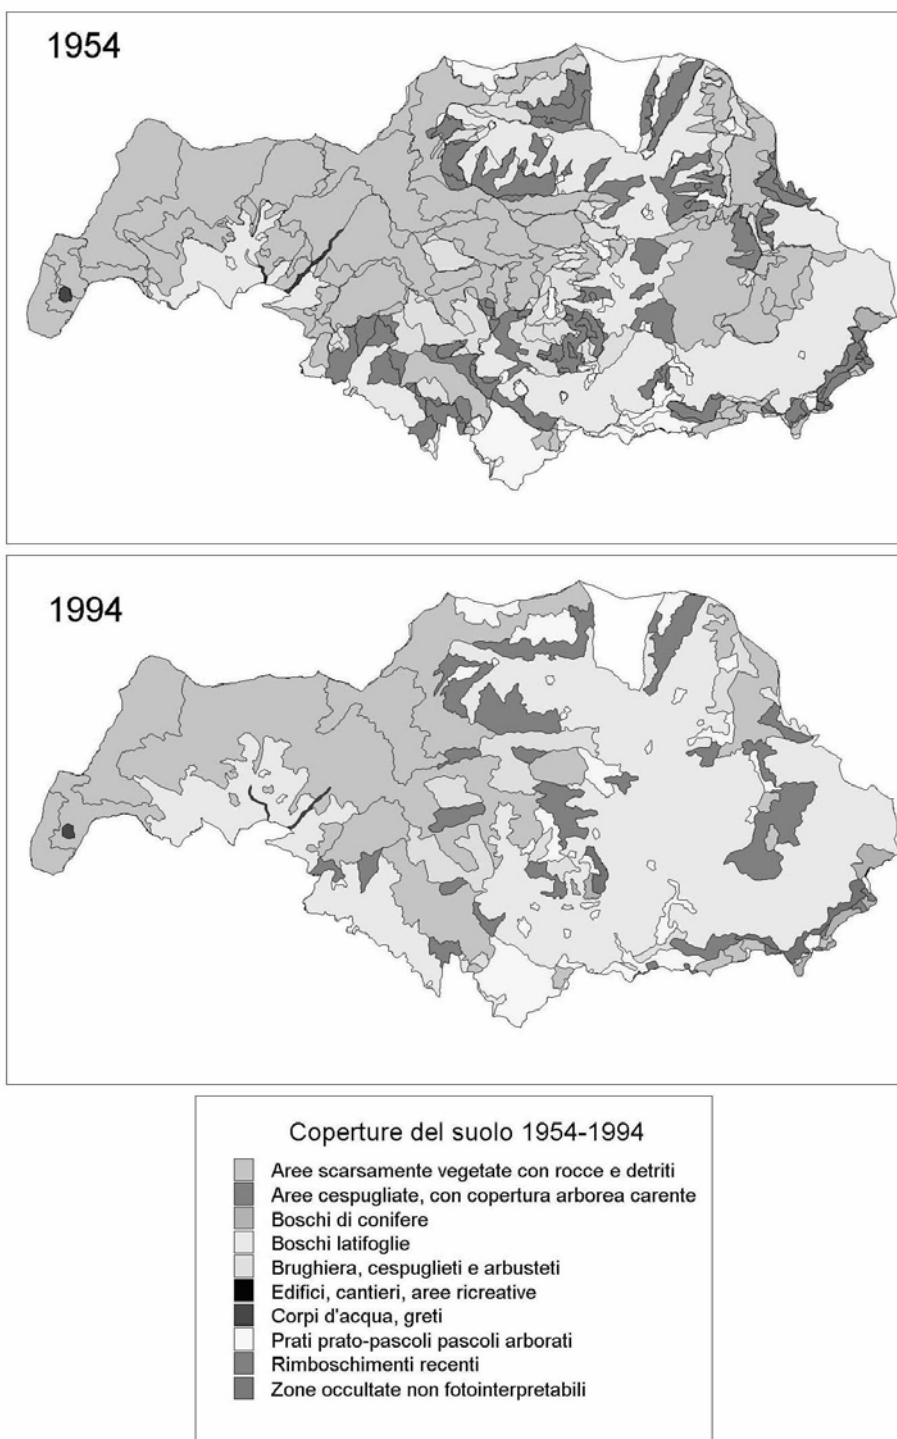 1954
1994
Coperture del suolo 1954-1994
Aree scarsamente vegetate con rocce e detriti
Aree cespugliate, con copertura arborea carente
Boschi di conifere
Boschi latifoglie
Brughiera, cespuglieti e arbusteti
Edifici, cantieri, aree ricreative
Corpi d'acqua, greti
Prati prato-pascoli pascoli arborati
Rimboschimenti recenti
Zone occultate non fotointerpretabili